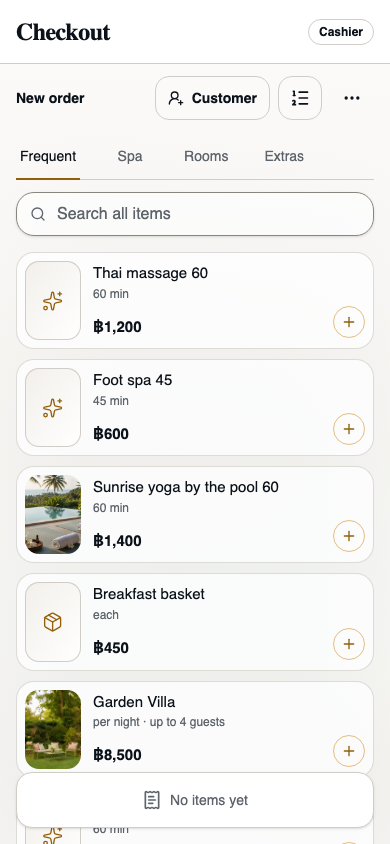 Checkout
Cashier
New order
Customer
Frequent
Spa
Rooms
Extras
Search all items
Thai massage 60
60 min
฿1,200
Foot spa 45
45 min
฿600
Sunrise yoga by the pool 60
60 min
฿1,400
Breakfast basket
each
฿450
Garden Villa
per night · up to 4 guests
฿8,500
No items yet
60 min